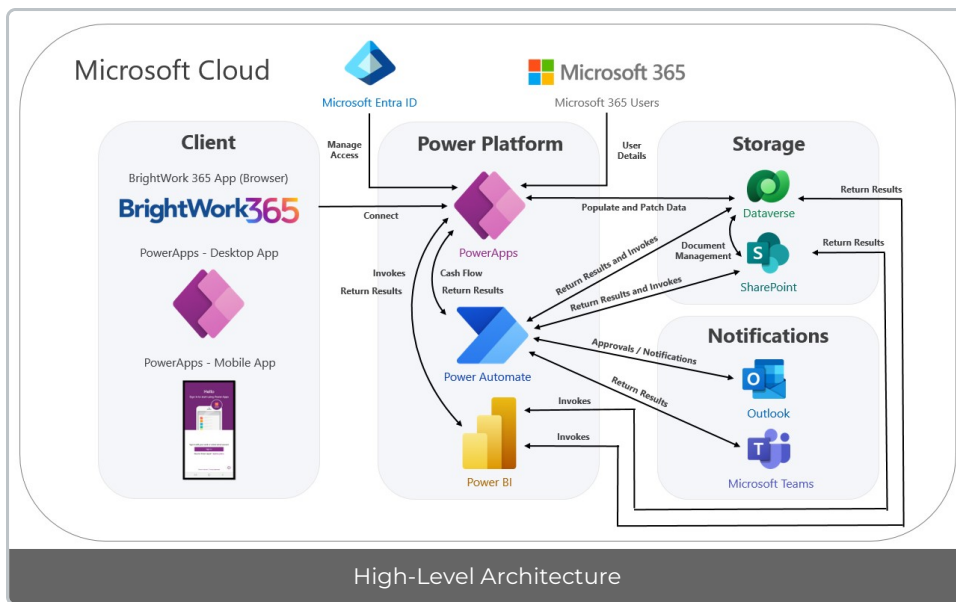 Microsoft Cloud
Microsoft Entra ID
Microsoft 365
Microsoft 365 Users
Manage
Access
User
Details
Client
BrightWork 365 App (Browser)
BrightWork365
PowerApps - Desktop App
PowerApps - Mobile App
Hello
Connect
Power Platform
PowerApps
Invokes
Return Results
Cash Flow
Return Results
Power Automate
Power BI
Populate and Patch Data
Return Results and Invokes
Return Results and Invokes
Document
Management
Approvals / Notifications
Return Results
Invokes
Invokes
Storage
Dataverse
Return Results
S
SharePoint
Return Results
Notifications
O
Outlook
T
Microsoft Teams
High-Level Architecture